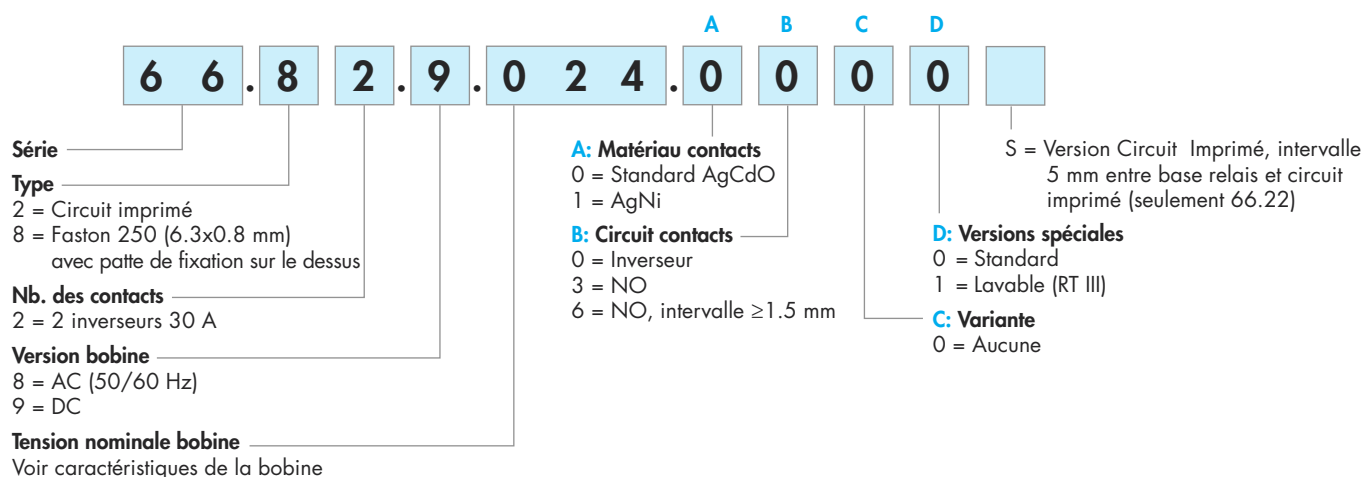 A B C D
6 6 . 8 2 . 9 . 0 2 4 . 0 0 0 0
Série
Type
2 = Circuit imprimé
8 = Faston 250 (6.3x0.8 mm)
avec patte de fixation sur le dessus
Nb. des contacts
2 = 2 inverseurs 30 A
Version bobine
8 = AC (50/60 Hz)
9 = DC
Tension nominale bobine
Voir caractéristiques de la bobine
A: Matériau contacts
0 = Standard AgCdO
1 = AgNi
B: Circuit contacts
0 = Inverseur
3 = NO
6 = NO, intervalle ≥1.5 mm
S = Version Circuit Imprimé, intervalle
5 mm entre base relais et circuit
imprimé (seulement 66.22)
D: Versions spéciales
0 = Standard
1 = Lavable (RT III)
C: Variante
0 = Aucune